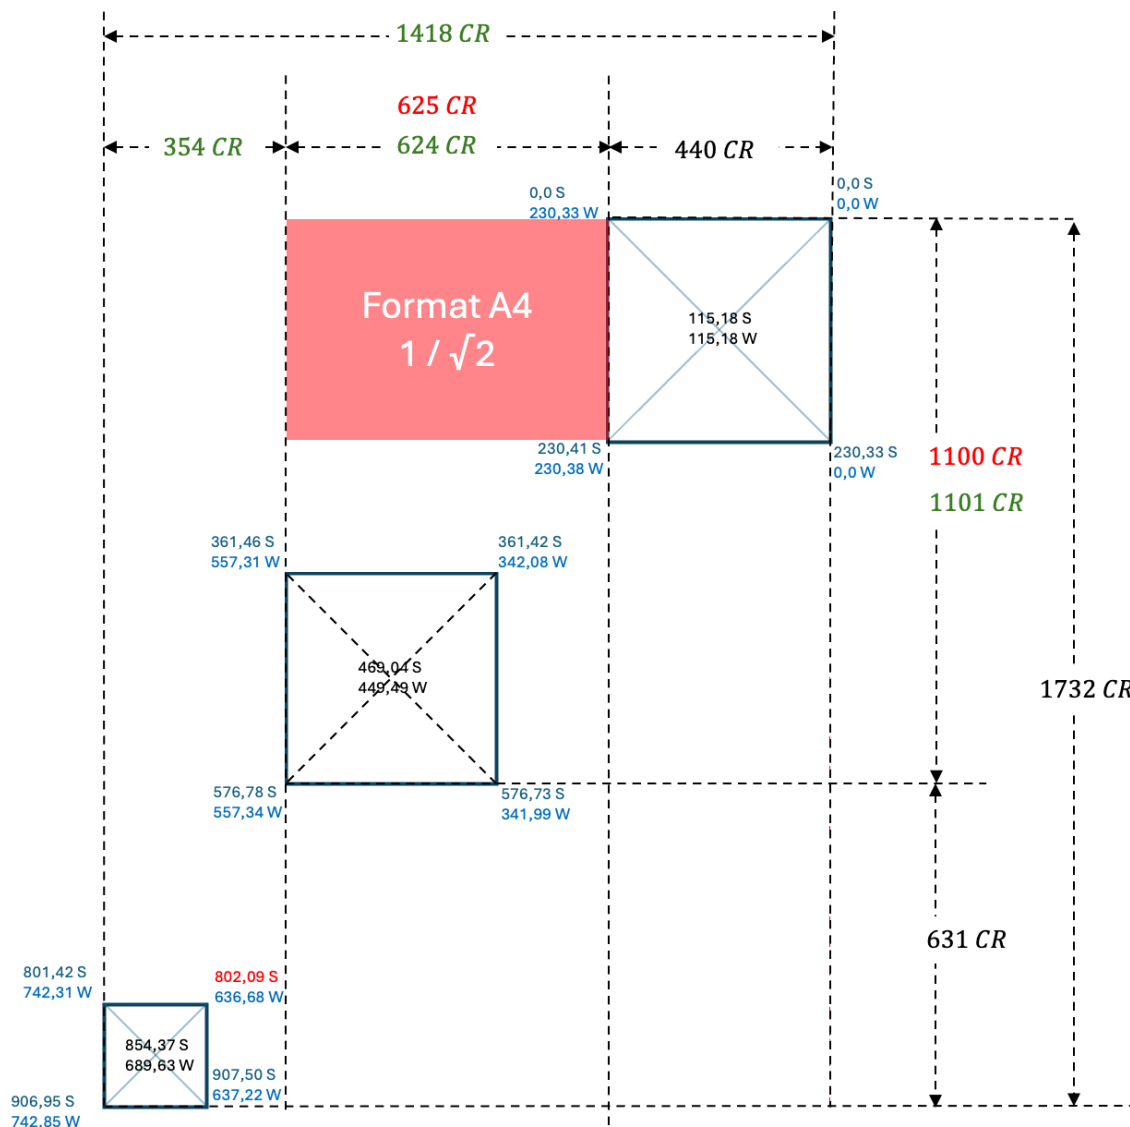 1418 CR
625 CR
354 CR
624 CR
440 CR
0,0 S
230,33 W
0,0 S
0,0 W
Format A4
1 / √2
115,18 S
115,18 W
230,41 S
230,38 W
230,33 S
0,0 W
1100 CR
1101 CR
361,46 S
557,31 W
361,42 S
342,08 W
469,04 S
449,49 W
1732 CR
576,78 S
557,34 W
576,73 S
341,99 W
631 CR
801,42 S
742,31 W
802,09 S
636,68 W
854,37 S
689,63 W
907,50 S
637,22 W
906,95 S
742,85 W